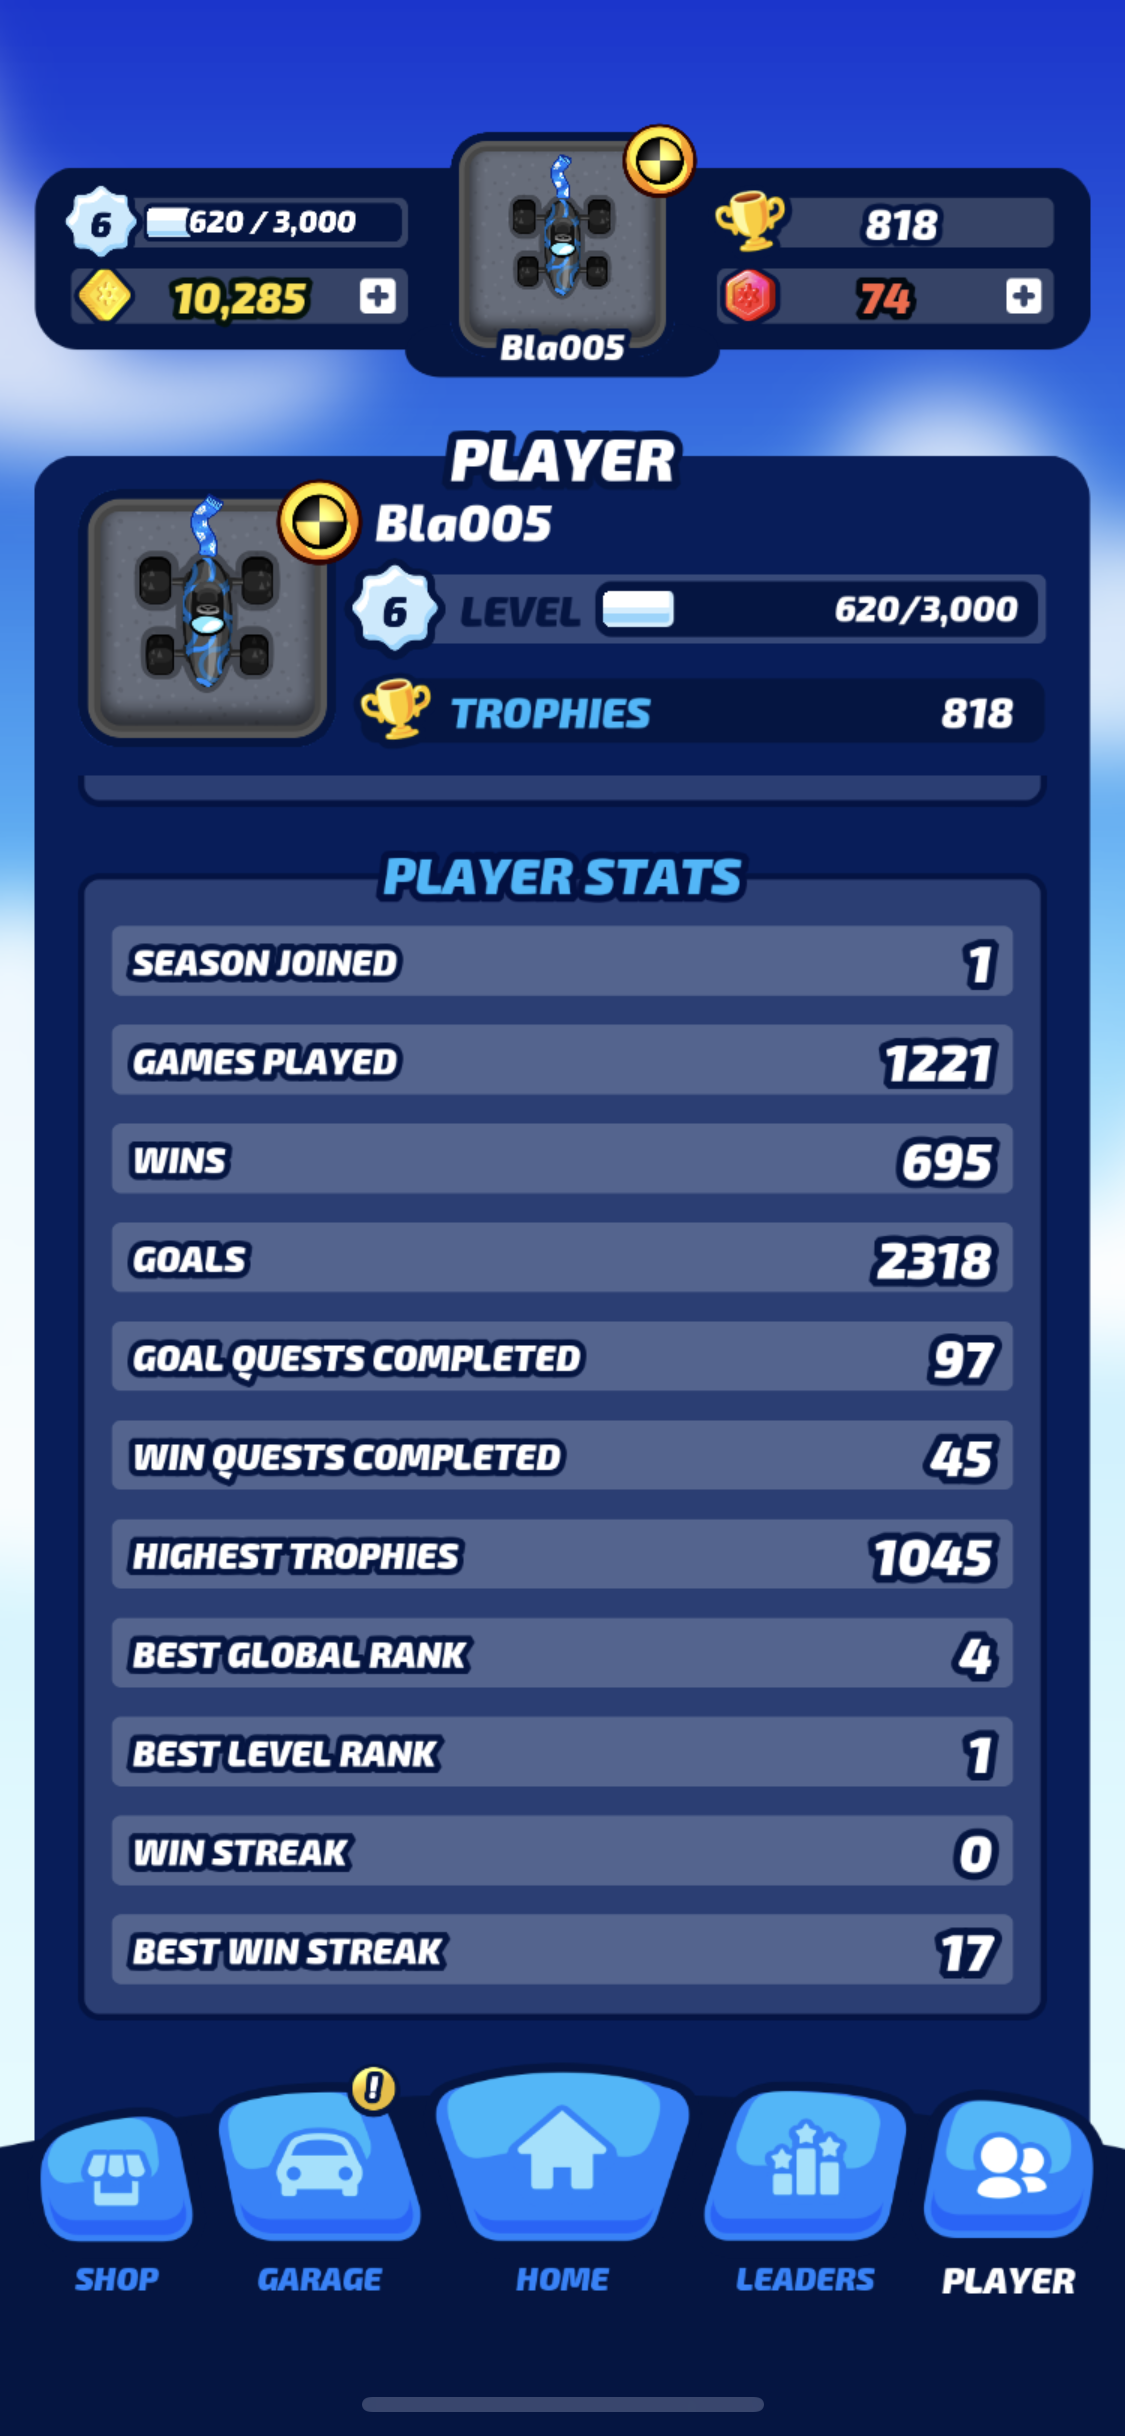 6 620 / 3,000
818
10,285
74
Bla005
PLAYER
Bla005
6 LEVEL 620/3,000
TROPHIES 818
PLAYER STATS
SEASON JOINED 1
GAMES PLAYED 1221
WINS 695
GOALS 2318
GOAL QUESTS COMPLETED 97
WIN QUESTS COMPLETED 45
HIGHEST TROPHIES 1045
BEST GLOBAL RANK 4
BEST LEVEL RANK 1
WIN STREAK 0
BEST WIN STREAK 17
!
SHOP GARAGE HOME LEADERS PLAYER